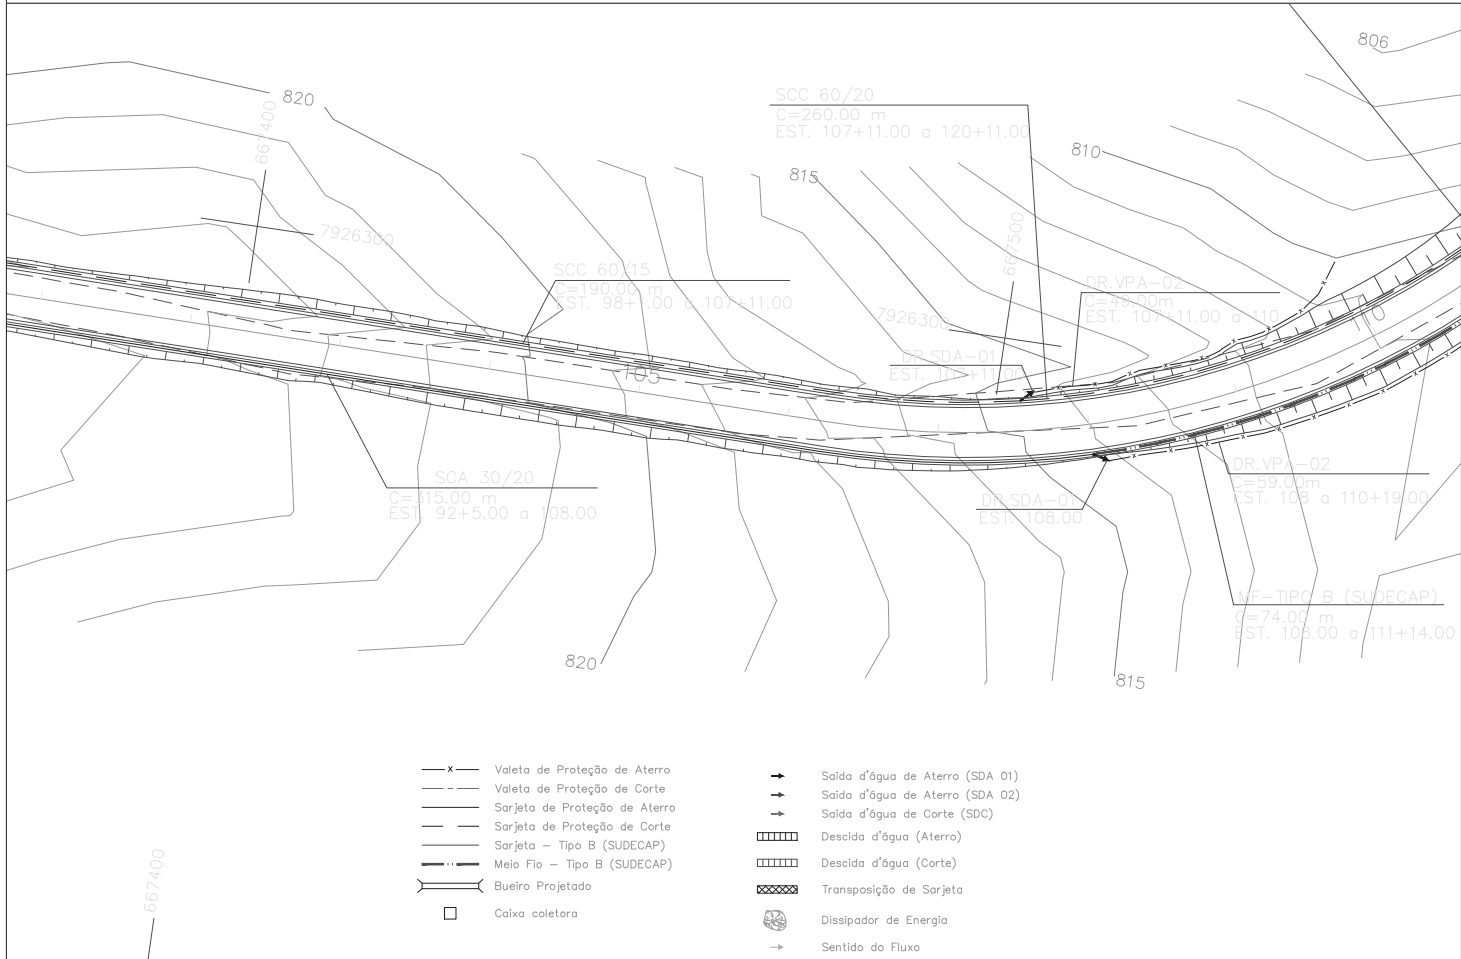 806
820
667400
SCC 60/20
C=260.00 m
EST. 107+11.00 a 120+11.00
810
815
7926300
667500
SCC 60/15
C=190.00 m
EST. 98+1.00 a 107+11.00
DR.VPA-02
C=49.00m
EST. 107+11.00 a 110
7926300
110
DR.SDA-01
EST. 107+11.00
105
SCA 30/20
C=315.00 m
EST. 92+5.00 a 108.00
DR.VPA-02
C=59.00m
EST. 108 a 110+19.00
DR.SDA-01
EST. 108.00
MF-TIPO B (SUDECAP)
C=74.00 m
EST. 108.00 a 111+14.00
820
815
Valeta de Proteção de Aterro
Valeta de Proteção de Corte
Sarjeta de Proteção de Aterro
Sarjeta de Proteção de Corte
Sarjeta - Tipo B (SUDECAP)
Meio Fio - Tipo B (SUDECAP)
Bueiro Projetado
Caixa coletora
Saida d'água de Aterro (SDA 01)
Saida d'água de Aterro (SDA 02)
Saida d'água de Corte (SDC)
Descida d'água (Aterro)
Descida d'água (Corte)
Transposição de Sarjeta
Dissipador de Energia
Sentido do Fluxo
667400